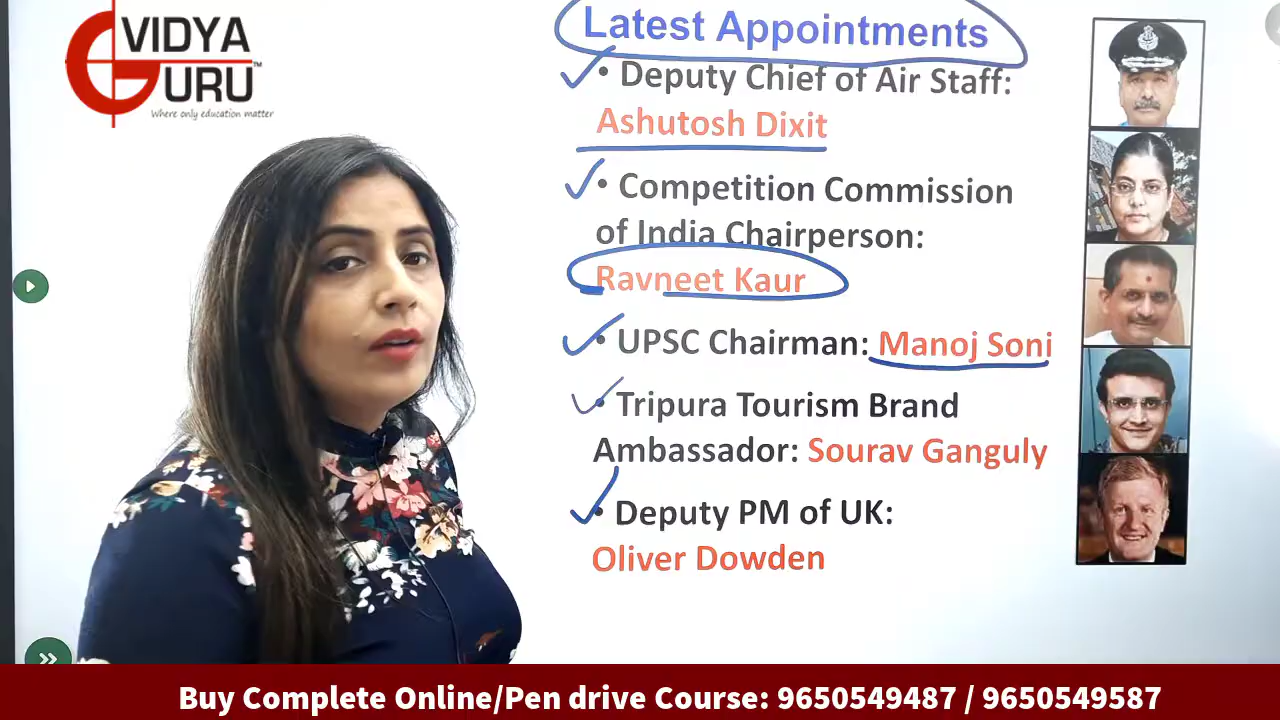 VIDYA
GURU™
Where only education matter
Latest Appointments
• Deputy Chief of Air Staff:
Ashutosh Dixit
• Competition Commission
of India Chairperson:
Ravneet Kaur
• UPSC Chairman: Manoj Soni
• Tripura Tourism Brand
Ambassador: Sourav Ganguly
• Deputy PM of UK:
Oliver Dowden
Buy Complete Online/Pen drive Course: 9650549487 / 9650549587